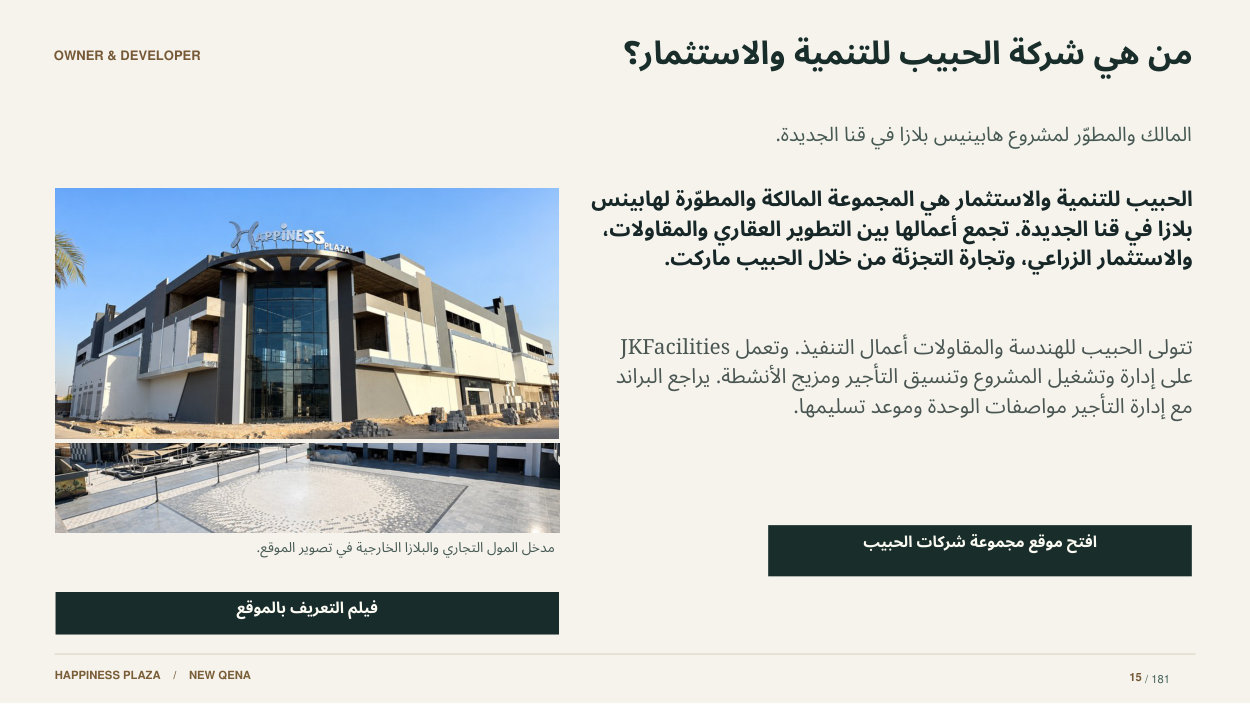 OWNER & DEVELOPER
من هي شركة الحبيب للتنمية والاستثمار؟
المالك والمطوّر لمشروع هابينيس بلازا في قنا الجديدة.
الحبيب للتنمية والاستثمار هي المجموعة المالكة والمطوّرة لهابينس
بلازا في قنا الجديدة. تجمع أعمالها بين التطوير العقاري والمقاولات،
والاستثمار الزراعي، وتجارة التجزئة من خلال الحبيب ماركت.
تتولى الحبيب للهندسة والمقاولات أعمال التنفيذ. وتعمل JKFacilities
على إدارة وتشغيل المشروع وتنسيق التأجير ومزيج الأنشطة. يراجع البراند
مع إدارة التأجير مواصفات الوحدة وموعد تسليمها.
افتح موقع مجموعة شركات الحبيب
HAPPINESS
PLAZA
مدخل المول التجاري والبلازا الخارجية في تصوير الموقع.
فيلم التعريف بالموقع
HAPPINESS PLAZA / NEW QENA
15 / 181